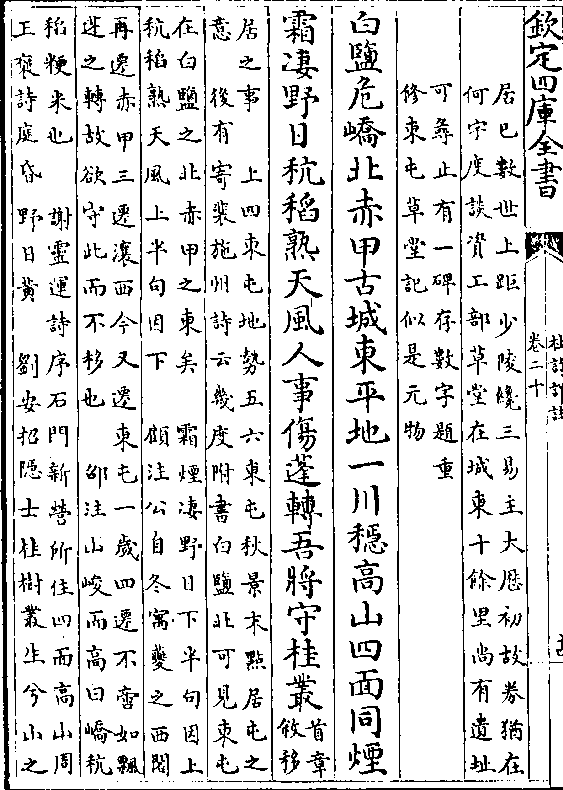 欽定四庫全書
杜詩詳註
卷二十
居已數世上距少陵纔三易主大厯初故券猶在
何宇度談資工部草堂在城東十餘里尚有遺址
可尋止有一碑存數字題重
修東屯草堂記似是元物
白鹽危嶠北赤甲古城東平地一川穩高山四面同煙
霜凄野日秔稻熟天風人事傷蓬轉吾將守桂叢
首章
敘移
居之事 上四東屯地勢五六東屯秋景末點居屯之
意 後有寄裴施州詩云幾度附書白鹽北可見東屯
在白鹽之北赤甲之東矣 霜煙凄野日下半句因上
秔稻熟天風上半句因下 顧注公自冬寓夔之西閣
再遷赤甲三遷瀼西今又遷東屯一歲四遷不啻如飄
蓬之轉故欲守此而不移也 邵注山峻而高曰嶠秔
稻粳米也 謝靈運詩序石門新營所住四面高山周
王褒詩庭昏野日黃 劉安招隱士桂樹叢生兮山之